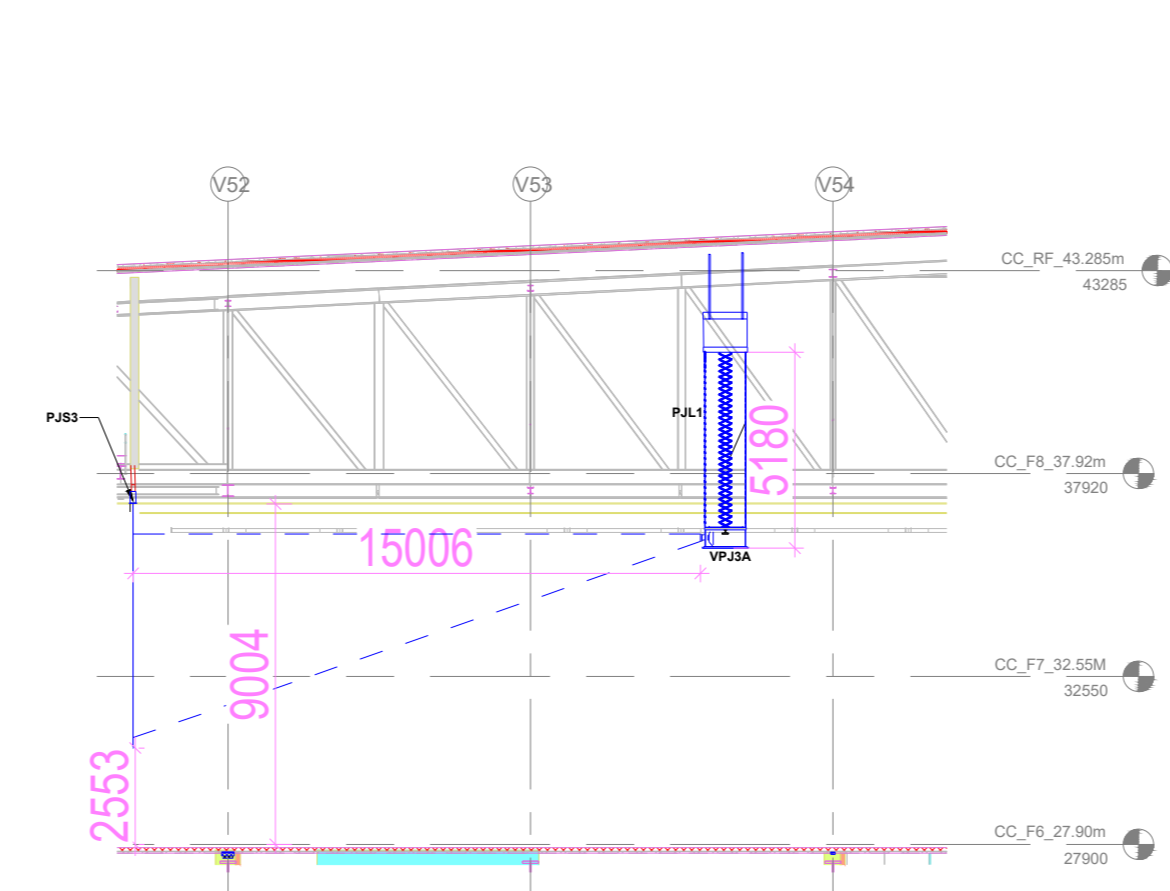 V52
V53
V54
CC_RF_43.285m
43285
PJS3
PJL1
5180
CC_F8_37.92m
37920
15006
VPJ3A
9004
CC_F7_32.55M
32550
2553
CC_F6_27.90m
27900